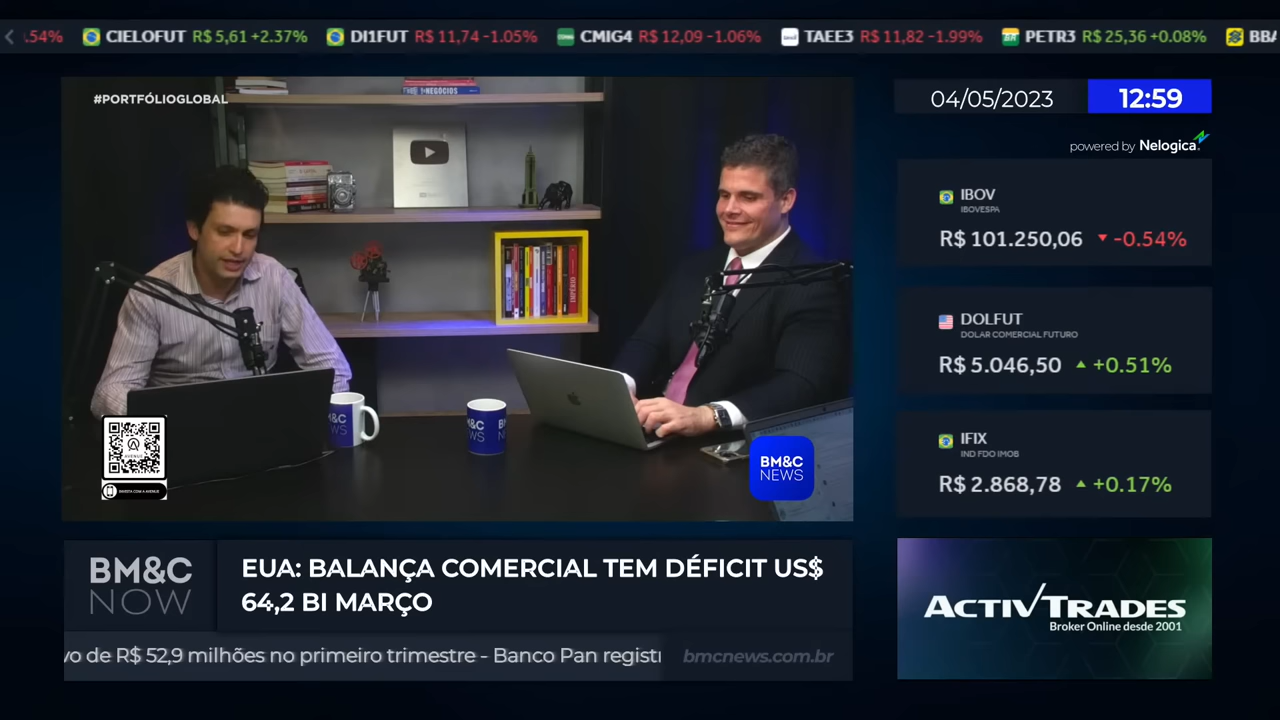 .54%
CIELOFUT R$ 5,61 +2.37%
DI1FUT R$ 11,74 -1.05%
CMIG4 R$ 12,09 -1.06%
TAEE3 R$ 11,82 -1.99%
PETR3 R$ 25,36 +0.08%
BBA
#PORTFÓLIOGLOBAL
NEGÓCIOS
IMPÉRIO
BM&C
NEWS
04/05/2023 12:59
powered by Nelogica
IBOV
IBOVESPA
R$ 101.250,06 -0.54%
DOLFUT
DOLAR COMERCIAL FUTURO
R$ 5.046,50 +0.51%
IFIX
IND FDO IMOB
R$ 2.868,78 +0.17%
BM&C
NOW
EUA: BALANÇA COMERCIAL TEM DÉFICIT US$
64,2 BI MARÇO
vo de R$ 52,9 milhões no primeiro trimestre - Banco Pan registr
bmcnews.com.br
ACTIVTRADES
Broker Online desde 2001